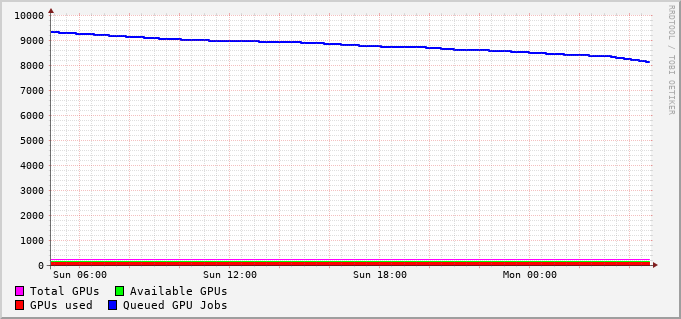 RRDTOOL / TOBI OETIKER
10000
9000
8000
7000
6000
5000
4000
3000
2000
1000
0
Sun 06:00 Sun 12:00 Sun 18:00 Mon 00:00
Total GPUs Available GPUs
GPUs used Queued GPU Jobs